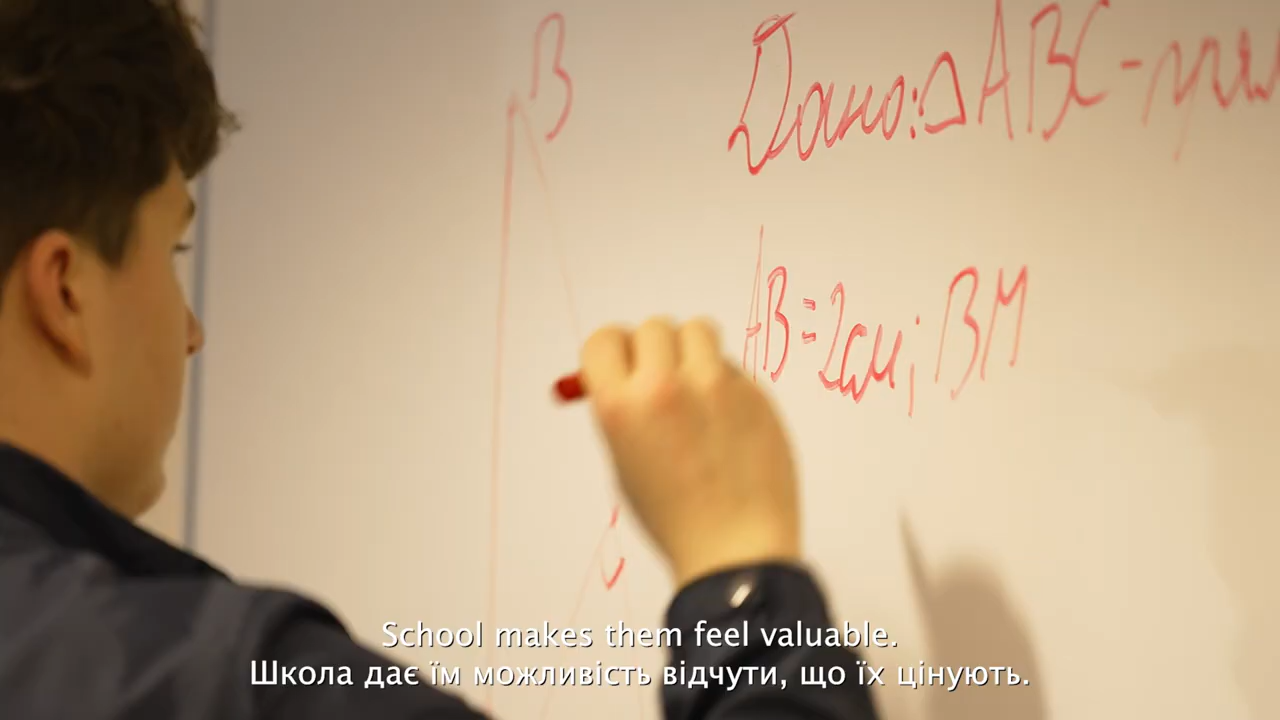 B
Дано: △ABC -
AB = 2см; BM
C
School makes them feel valuable.
Школа дає їм можливість відчути, що їх цінують.